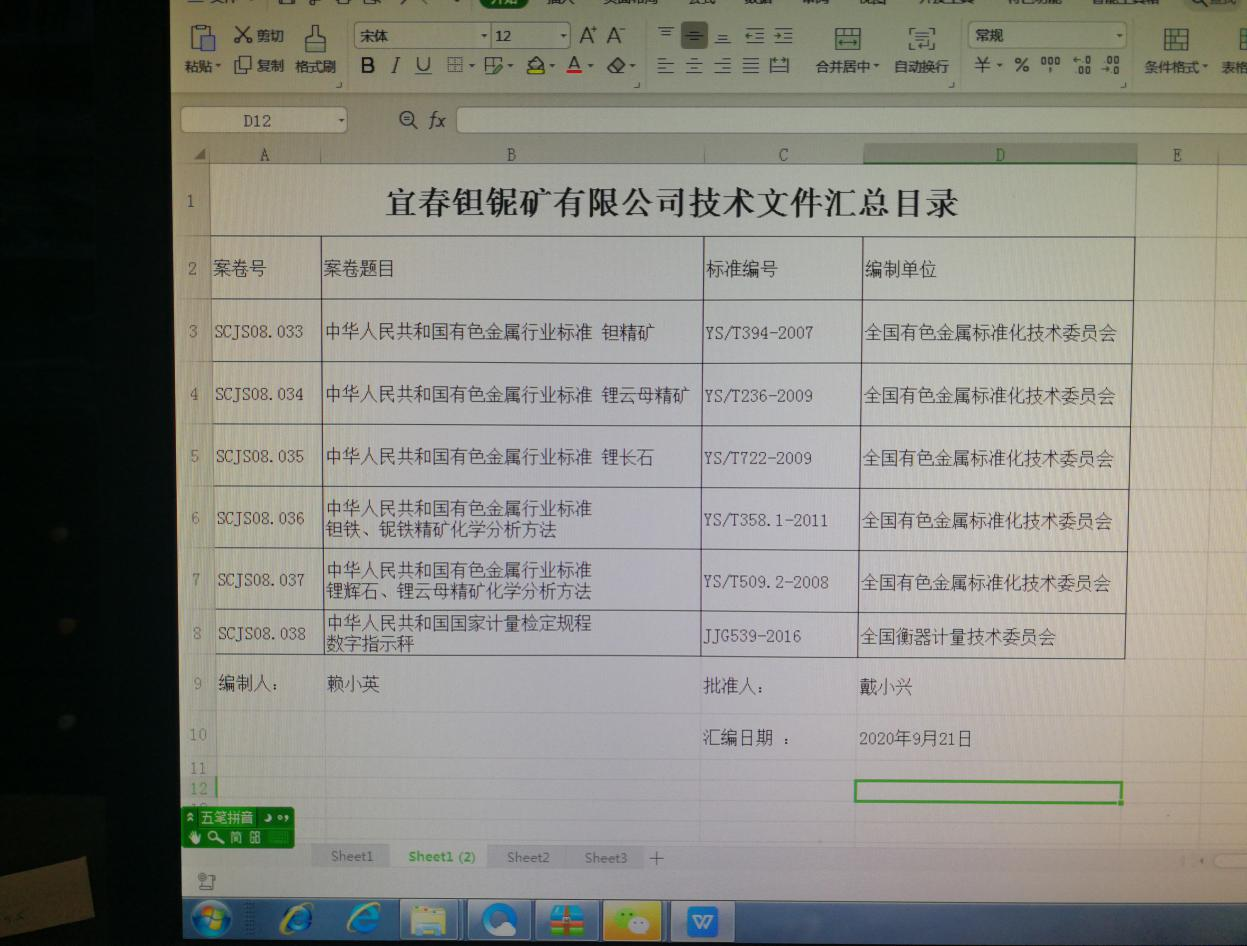 开始
剪切
宋体
12
A⁺ A⁻
常规
粘贴
复制
格式刷
B I U
A
合并居中
自动换行
￥ % 000
条件格式
D12
fx
A B C D E
1 宜春钽铌矿有限公司技术文件汇总目录
2 案卷号 案卷题目 标准编号 编制单位
3 SCJS08.033 中华人民共和国有色金属行业标准 钽精矿 YS/T394-2007 全国有色金属标准化技术委员会
4 SCJS08.034 中华人民共和国有色金属行业标准 锂云母精矿 YS/T236-2009 全国有色金属标准化技术委员会
5 SCJS08.035 中华人民共和国有色金属行业标准 锂长石 YS/T722-2009 全国有色金属标准化技术委员会
6 SCJS08.036 中华人民共和国有色金属行业标准
钽铁、铌铁精矿化学分析方法 YS/T358.1-2011 全国有色金属标准化技术委员会
7 SCJS08.037 中华人民共和国有色金属行业标准
锂辉石、锂云母精矿化学分析方法 YS/T509.2-2008 全国有色金属标准化技术委员会
8 SCJS08.038 中华人民共和国国家计量检定规程
数字指示秤 JJG539-2016 全国衡器计量技术委员会
9 编制人： 赖小英 批准人： 戴小兴
10 汇编日期 ： 2020年9月21日
11
12
五笔拼音
简
Sheet1 Sheet1 (2) Sheet2 Sheet3 +
W